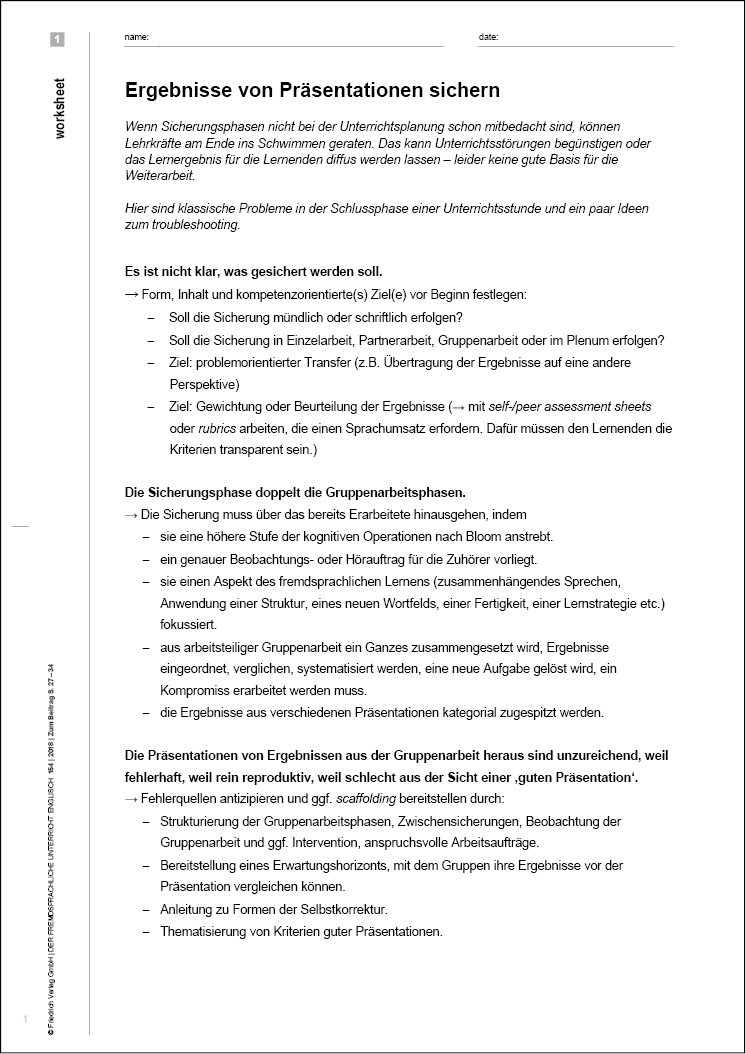 1
name:
date:
worksheet
Ergebnisse von Präsentationen sichern
Wenn Sicherungsphasen nicht bei der Unterrichtsplanung schon mitbedacht sind, können
Lehrkräfte am Ende ins Schwimmen geraten. Das kann Unterrichtsstörungen begünstigen oder
das Lernergebnis für die Lernenden diffus werden lassen – leider keine gute Basis für die
Weiterarbeit.
Hier sind klassische Probleme in der Schlussphase einer Unterrichtsstunde und ein paar Ideen
zum troubleshooting.
Es ist nicht klar, was gesichert werden soll.
→ Form, Inhalt und kompetenzorientierte(s) Ziel(e) vor Beginn festlegen:
– Soll die Sicherung mündlich oder schriftlich erfolgen?
– Soll die Sicherung in Einzelarbeit, Partnerarbeit, Gruppenarbeit oder im Plenum erfolgen?
– Ziel: problemorientierter Transfer (z.B. Übertragung der Ergebnisse auf eine andere
Perspektive)
– Ziel: Gewichtung oder Beurteilung der Ergebnisse (→ mit self-/peer assessment sheets
oder rubrics arbeiten, die einen Sprachumsatz erfordern. Dafür müssen den Lernenden die
Kriterien transparent sein.)
Die Sicherungsphase doppelt die Gruppenarbeitsphasen.
→ Die Sicherung muss über das bereits Erarbeitete hinausgehen, indem
– sie eine höhere Stufe der kognitiven Operationen nach Bloom anstrebt.
– ein genauer Beobachtungs- oder Hörauftrag für die Zuhörer vorliegt.
– sie einen Aspekt des fremdsprachlichen Lernens (zusammenhängendes Sprechen,
Anwendung einer Struktur, eines neuen Wortfelds, einer Fertigkeit, einer Lernstrategie etc.)
fokussiert.
– aus arbeitsteiliger Gruppenarbeit ein Ganzes zusammengesetzt wird, Ergebnisse
eingeordnet, verglichen, systematisiert werden, eine neue Aufgabe gelöst wird, ein
Kompromiss erarbeitet werden muss.
– die Ergebnisse aus verschiedenen Präsentationen kategorial zugespitzt werden.
Die Präsentationen von Ergebnissen aus der Gruppenarbeit heraus sind unzureichend, weil
fehlerhaft, weil rein reproduktiv, weil schlecht aus der Sicht einer ‚guten Präsentation‘.
→ Fehlerquellen antizipieren und ggf. scaffolding bereitstellen durch:
– Strukturierung der Gruppenarbeitsphasen, Zwischensicherungen, Beobachtung der
Gruppenarbeit und ggf. Intervention, anspruchsvolle Arbeitsaufträge.
– Bereitstellung eines Erwartungshorizonts, mit dem Gruppen ihre Ergebnisse vor der
Präsentation vergleichen können.
– Anleitung zu Formen der Selbstkorrektur.
– Thematisierung von Kriterien guter Präsentationen.
© Friedrich Verlag GmbH | DER FREMDSPRACHLICHE UNTERRICHT ENGLISCH 154 | 2018 | Zum Beitrag S. 27–34
1